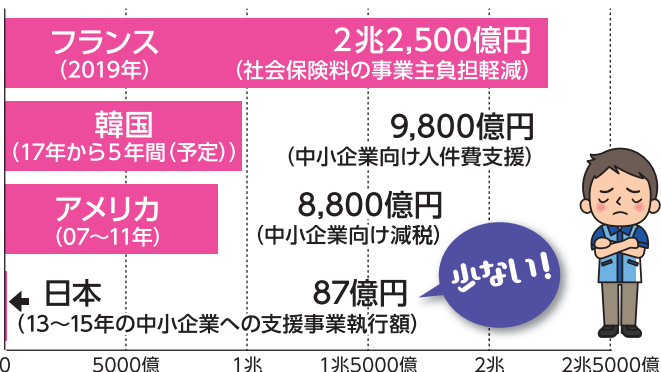 フランス
2兆2,500億円
(2019年)
(社会保険料の事業主負担軽減)
韓国
9,800億円
(17年から5年間(予定))
(中小企業向け人件費支援)
アメリカ
8,800億円
(07〜11年)
(中小企業向け減税)
少ない!
日本
87億円
(13〜15年の中小企業への支援事業執行額)
0 5000億 1兆 1兆5000億 2兆 2兆5000億